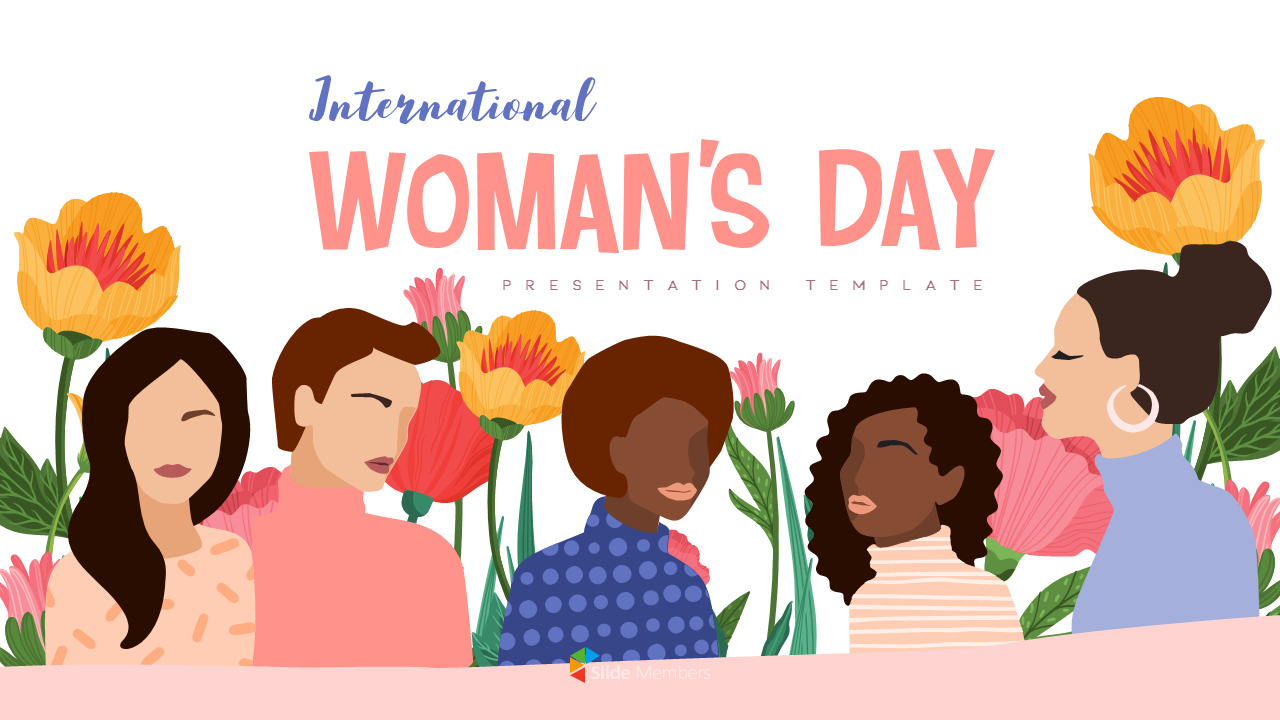 International
WOMAN'S DAY
PRESENTATION TEMPLATE
Slide Members